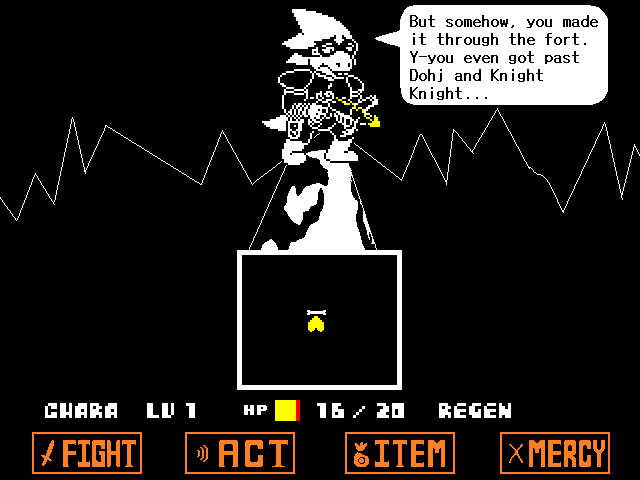 But somehow, you made
it through the fort.
Y-you even got past
Dohj and Knight
Knight...
CHARA LV 1 HP 16 / 20 REGEN
FIGHT ACT ITEM MERCY